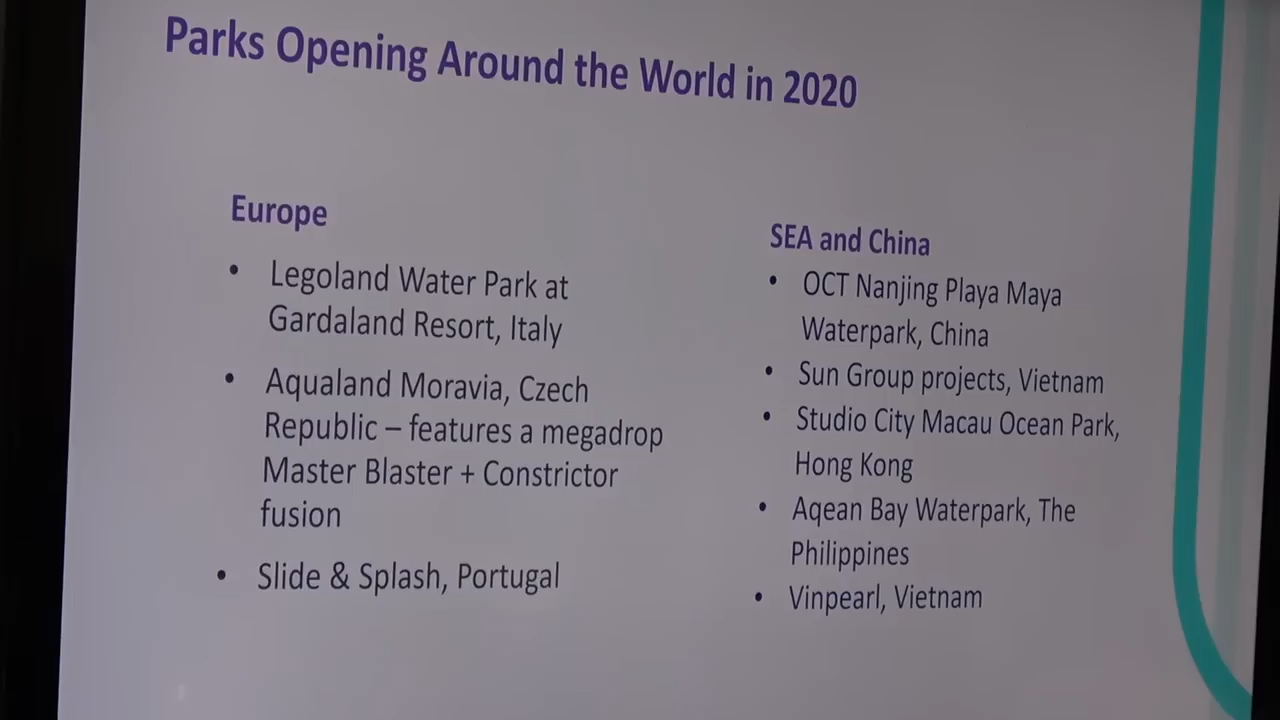 Parks Opening Around the World in 2020
Europe
• Legoland Water Park at
Gardaland Resort, Italy
• Aqualand Moravia, Czech
Republic – features a megadrop
Master Blaster + Constrictor
fusion
• Slide & Splash, Portugal
SEA and China
• OCT Nanjing Playa Maya
Waterpark, China
• Sun Group projects, Vietnam
• Studio City Macau Ocean Park,
Hong Kong
• Aqean Bay Waterpark, The
Philippines
• Vinpearl, Vietnam